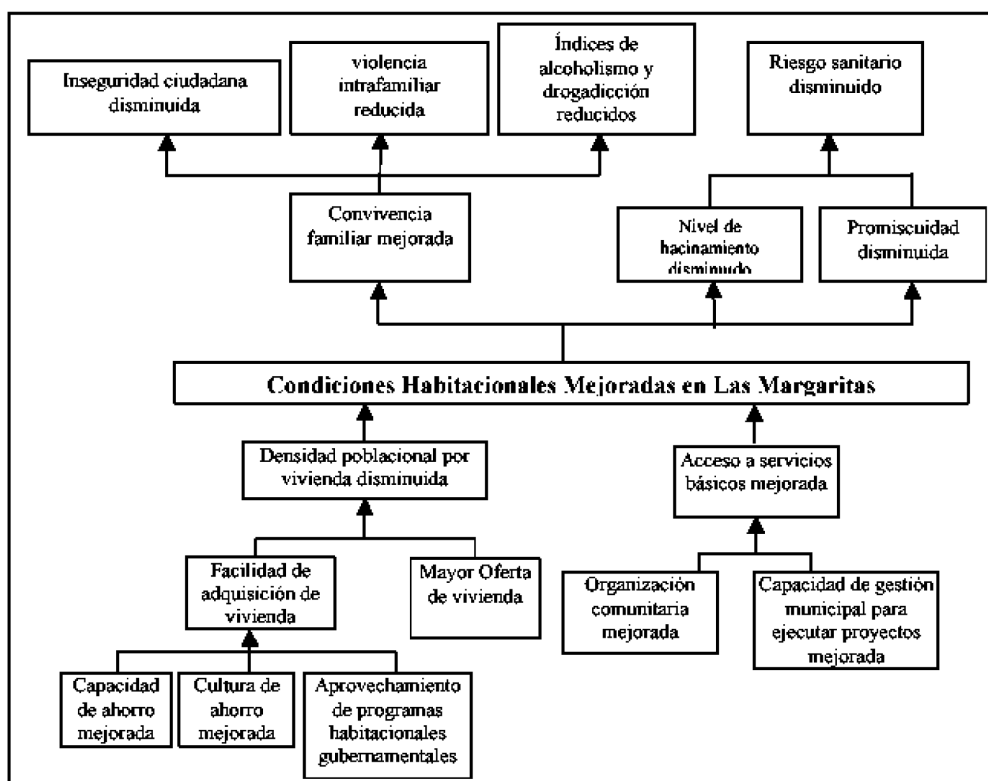 Inseguridad ciudadana
disminuida
violencia
intrafamiliar
reducida
Índices de
alcoholismo y
drogadicción
reducidos
Riesgo sanitario
disminuido
Convivencia
familiar mejorada
Nivel de
hacinamiento
disminuido
Promiscuidad
disminuida
Condiciones Habitacionales Mejoradas en Las Margaritas
Densidad poblacional por
vivienda disminuida
Acceso a servicios
básicos mejorada
Facilidad de
adquisición de
vivienda
Mayor Oferta
de vivienda
Organización
comunitaria
mejorada
Capacidad de gestión
municipal para
ejecutar proyectos
mejorada
Capacidad
de ahorro
mejorada
Cultura de
ahorro
mejorada
Aprovechamiento
de programas
habitacionales
gubernamentales